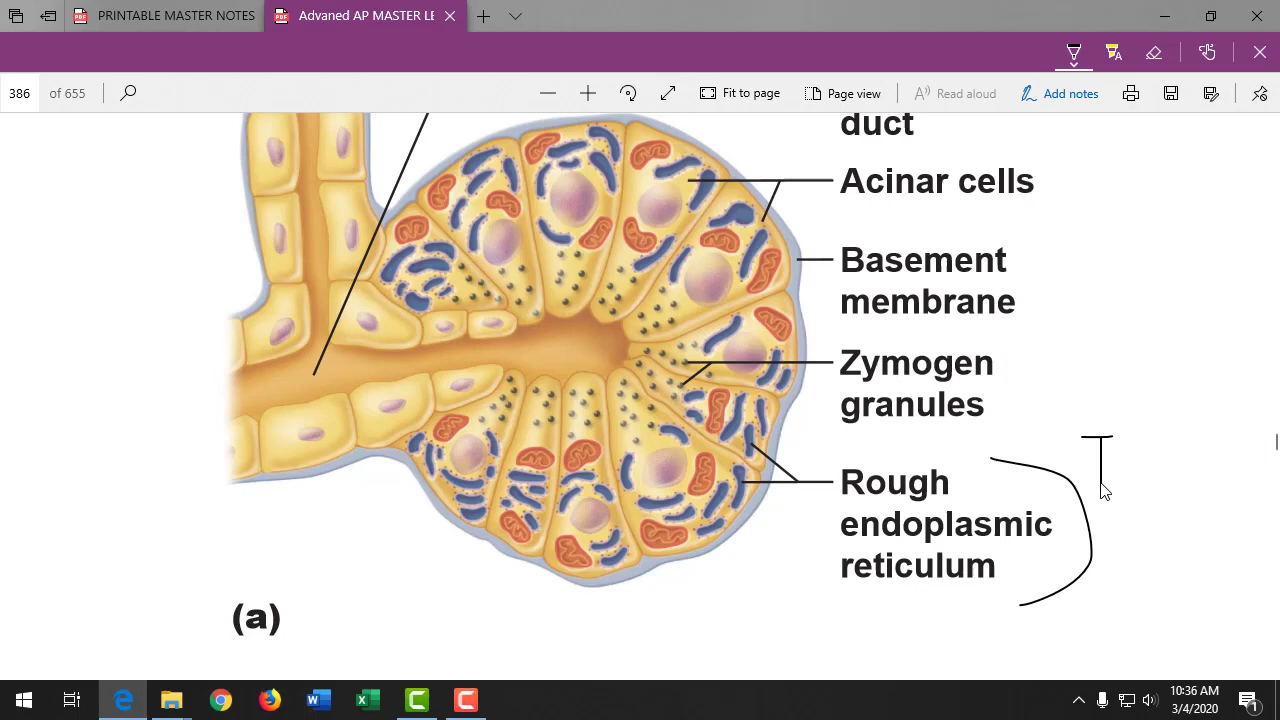 PRINTABLE MASTER NOTES
Advaned AP MASTER LE
386 of 655
Fit to page
Page view
Read aloud
Add notes
duct
Acinar cells
Basement
membrane
Zymogen
granules
Rough
endoplasmic
reticulum
T
(a)
10:36 AM
3/4/2020
1